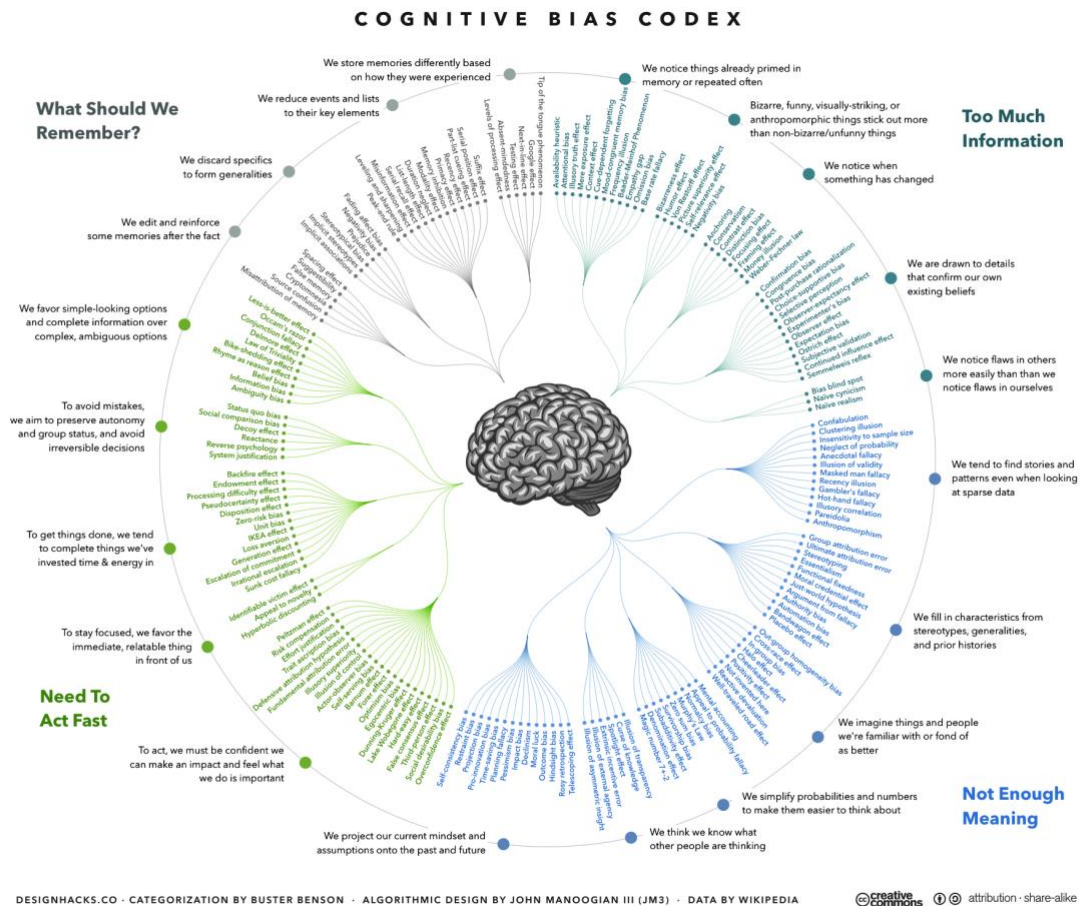 COGNITIVE BIAS CODEX
What Should We
Remember?
We store memories differently based
on how they were experienced
We reduce events and lists
to their key elements
We discard specifics
to form generalities
We edit and reinforce
some memories after the fact
Tip of the tongue phenomenon
Google effect
Next-in-line effect
Testing effect
Absent-mindedness
Levels of processing effect
Suffix effect
Serial position effect
Part-list cueing effect
Recency effect
Primacy effect
Memory inhibition
Modality effect
Duration neglect
List-length effect
Serial recall effect
Misinformation effect
Leveling and sharpening
Peak-end rule
Fading affect bias
Negativity bias
Prejudice
Stereotypical bias
Implicit stereotypes
Implicit associations
Spacing effect
Suggestibility
False memory
Cryptomnesia
Source confusion
Misattribution of memory
Too Much
Information
We notice things already primed in
memory or repeated often
Bizarre, funny, visually-striking, or
anthropomorphic things stick out more
than non-bizarre/unfunny things
We notice when
something has changed
We are drawn to details
that confirm our own
existing beliefs
We notice flaws in others
more easily than than we
notice flaws in ourselves
Availability heuristic
Attentional bias
Illusory truth effect
Mere exposure effect
Context effect
Cue-dependent forgetting
Mood-congruent memory bias
Frequency illusion
Baader-Meinhof Phenomenon
Empathy gap
Omission bias
Base rate fallacy
Bizarreness effect
Humor effect
Von Restorff effect
Picture superiority effect
Self-relevance effect
Negativity bias
Anchoring
Conservatism
Contrast effect
Distinction bias
Focusing effect
Framing effect
Money illusion
Weber-Fechner law
Confirmation bias
Congruence bias
Post-purchase rationalization
Choice-supportive bias
Selective perception
Observer-expectancy effect
Experimenter's bias
Observer effect
Expectation bias
Ostrich effect
Subjective validation
Continued influence effect
Semmelweis reflex
Bias blind spot
Naïve cynicism
Naïve realism
We tend to find stories and
patterns even when looking
at sparse data
We fill in characteristics from
stereotypes, generalities,
and prior histories
We imagine things and people
we're familiar with or fond of
as better
We simplify probabilities and numbers
to make them easier to think about
We think we know what
other people are thinking
We project our current mindset and
assumptions onto the past and future
Not Enough
Meaning
Confabulation
Clustering illusion
Insensitivity to sample size
Neglect of probability
Anecdotal fallacy
Illusion of validity
Masked man fallacy
Recency illusion
Gambler's fallacy
Hot-hand fallacy
Illusory correlation
Pareidolia
Anthropomorphism
Group attribution error
Ultimate attribution error
Stereotyping
Essentialism
Functional fixedness
Moral credential effect
Just-world hypothesis
Argument from fallacy
Authority bias
Automation bias
Bandwagon effect
Placebo effect
Out-group homogeneity bias
Cross-race effect
In-group bias
Halo effect
Cheerleader effect
Positivity effect
Not invented here
Reactive devaluation
Well-traveled road effect
Mental accounting
Appeal to probability fallacy
Normalcy bias
Murphy's Law
Zero sum bias
Survivorship bias
Subadditivity effect
Denomination effect
Magic number 7+-2
Illusion of transparency
Curse of knowledge
Spotlight effect
Extrinsic incentive error
Illusion of external agency
Illusion of asymmetric insight
Telescoping effect
Rosy retrospection
Hindsight bias
Outcome bias
Moral luck
Declinism
Impact bias
Pessimism bias
Planning fallacy
Time-saving bias
Pro-innovation bias
Projection bias
Restraint bias
Self-consistency bias
We favor simple-looking options
and complete information over
complex, ambiguous options
To avoid mistakes,
we aim to preserve autonomy
and group status, and avoid
irreversible decisions
To get things done, we tend
to complete things we've
invested time & energy in
To stay focused, we favor the
immediate, relatable thing
in front of us
Need To
Act Fast
To act, we must be confident we
can make an impact and feel what
we do is important
Less-is-better effect
Occam's razor
Conjunction fallacy
Delmore effect
Law of Triviality
Bike-shedding effect
Rhyme as reason effect
Belief bias
Information bias
Ambiguity bias
Status quo bias
Social comparison bias
Decoy effect
Reactance
Reverse psychology
System justification
Backfire effect
Endowment effect
Processing difficulty effect
Pseudocertainty effect
Disposition effect
Zero-risk bias
Unit bias
IKEA effect
Loss aversion
Generation effect
Escalation of commitment
Irrational escalation
Sunk cost fallacy
Identifiable victim effect
Appeal to novelty
Hyperbolic discounting
Peltzman effect
Risk compensation
Effort justification
Trait ascription bias
Defensive attribution hypothesis
Fundamental attribution error
Illusory superiority
Illusion of control
Actor-observer bias
Self-serving bias
Barnum effect
Forer effect
Optimism bias
Egocentric bias
Dunning-Kruger effect
Lake Wobegone effect
Hard-easy effect
False consensus effect
Third-person effect
Social desirability bias
Overconfidence effect
DESIGNHACKS.CO · CATEGORIZATION BY BUSTER BENSON · ALGORITHMIC DESIGN BY JOHN MANOOGIAN III (JM3) · DATA BY WIKIPEDIA
creative
commons
attribution · share-alike